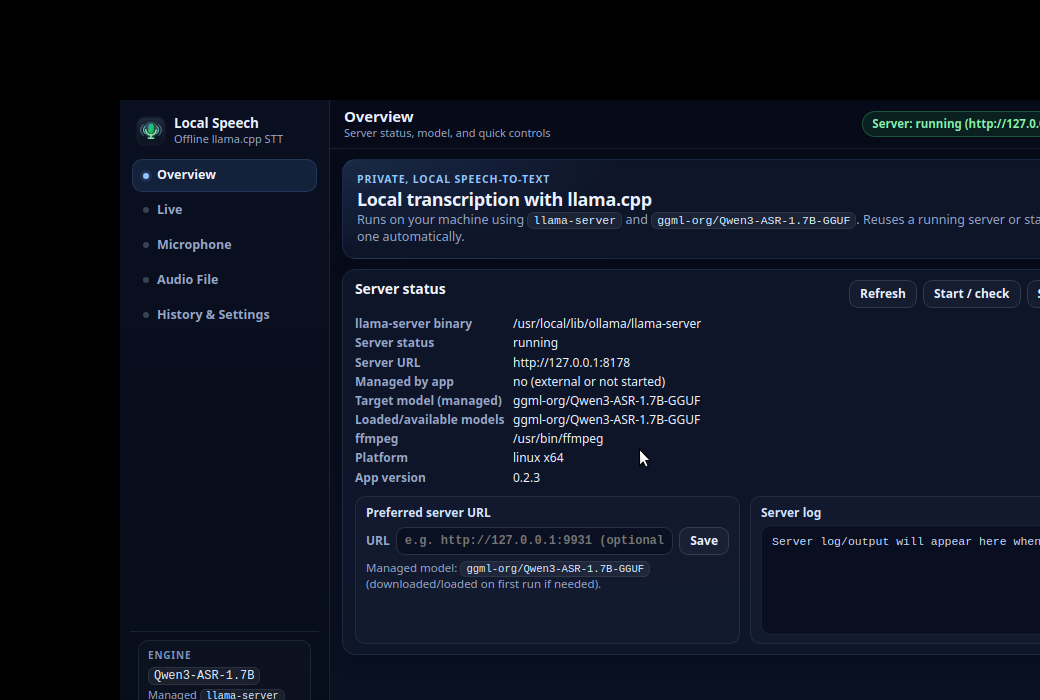 Local Speech
Offline llama.cpp STT
Overview
Live
Microphone
Audio File
History & Settings
ENGINE
Qwen3-ASR-1.7B
Managed llama-server
Overview
Server status, model, and quick controls
Server: running (http://127.0.
PRIVATE, LOCAL SPEECH-TO-TEXT
Local transcription with llama.cpp
Runs on your machine using llama-server and ggml-org/Qwen3-ASR-1.7B-GGUF. Reuses a running server or sta
one automatically.
Server status
Refresh
Start / check
llama-server binary /usr/local/lib/ollama/llama-server
Server status running
Server URL http://127.0.0.1:8178
Managed by app no (external or not started)
Target model (managed) ggml-org/Qwen3-ASR-1.7B-GGUF
Loaded/available models ggml-org/Qwen3-ASR-1.7B-GGUF
ffmpeg /usr/bin/ffmpeg
Platform linux x64
App version 0.2.3
Preferred server URL
URL e.g. http://127.0.0.1:9931 (optional Save
Managed model: ggml-org/Qwen3-ASR-1.7B-GGUF
(downloaded/loaded on first run if needed).
Server log
Server log/output will appear here when